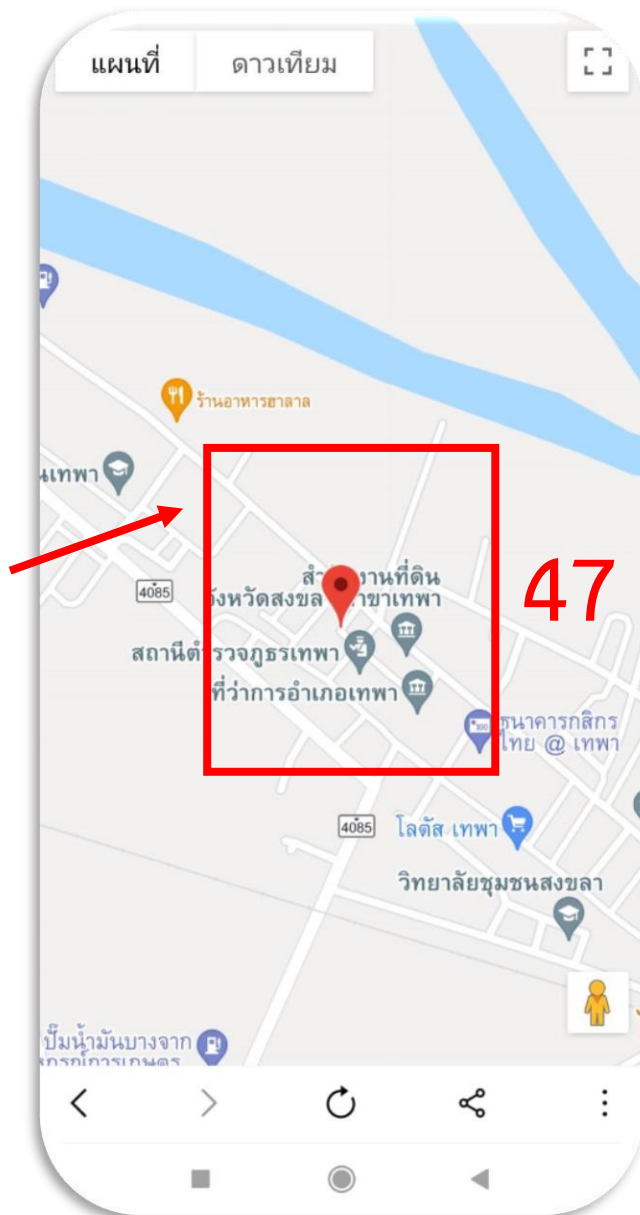 แผนที่ ดาวเทียม
ร้านอาหารฮาลาล
นเทพา
4085
งานที่ดิน
จังหวัดสงขลา
สาขาเทพา
47
สถานีตำรวจภูธรเทพา
ที่ว่าการอำเภอเทพา
ธนาคารกสิกร
ไทย @ เทพา
4085
โลตัส เทพา
วิทยาลัยชุมชนสงขลา
ปั๊มน้ำมันบางจาก